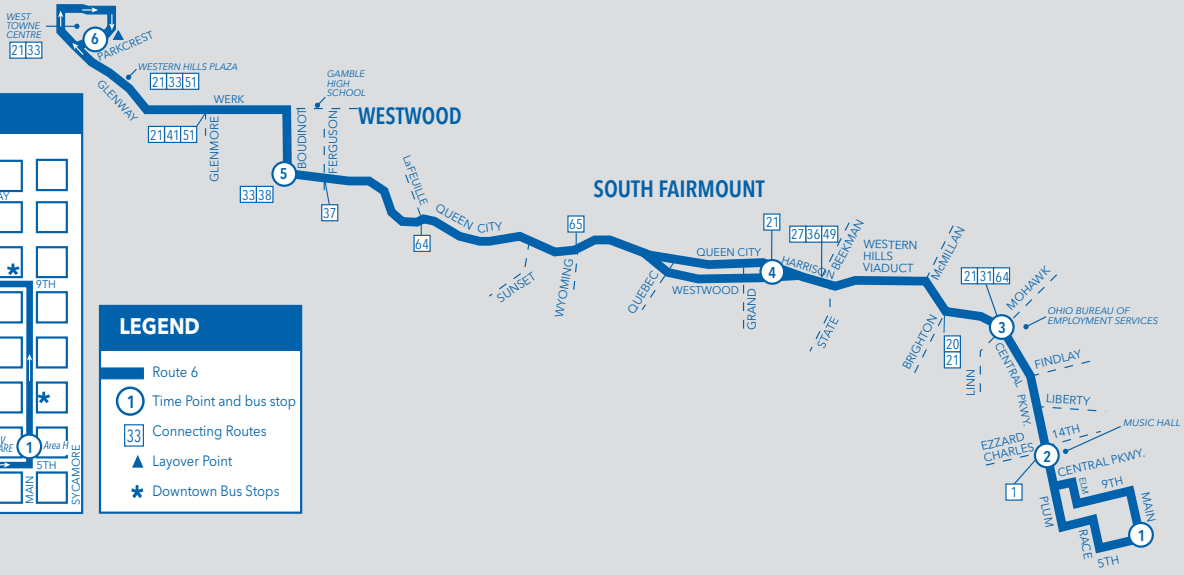 WEST
TOWNE
CENTRE
21 33
6
PARKCREST
WESTERN HILLS PLAZA
21 33 51
GLENWAY
WERK
21 41 51
GLENMORE
GAMBLE
HIGH
SCHOOL
BOUDINOT
FERGUSON
WESTWOOD
5
33 38
37
LaFEUILLE
64
QUEEN CITY
SUNSET
65
WYOMING
SOUTH FAIRMOUNT
QUEBEC
QUEEN CITY
WESTWOOD
GRAND
21
4
27 36 49
HARRISON
BEEKMAN
STATE
WESTERN
HILLS
VIADUCT
McMILLAN
BRIGHTON
20
21
21 31 64
MOHAWK
3
OHIO BUREAU OF
EMPLOYMENT SERVICES
LINN
CENTRAL PKWY.
FINDLAY
LIBERTY
14TH
MUSIC HALL
EZZARD
CHARLES
2
1
CENTRAL PKWY.
ELM
9TH
MAIN
PLUM
RACE
5TH
1
AY
*
9TH
*
ARE
1
Area H
5TH
MAIN
SYCAMORE
LEGEND
Route 6
1 Time Point and bus stop
33 Connecting Routes
Layover Point
* Downtown Bus Stops